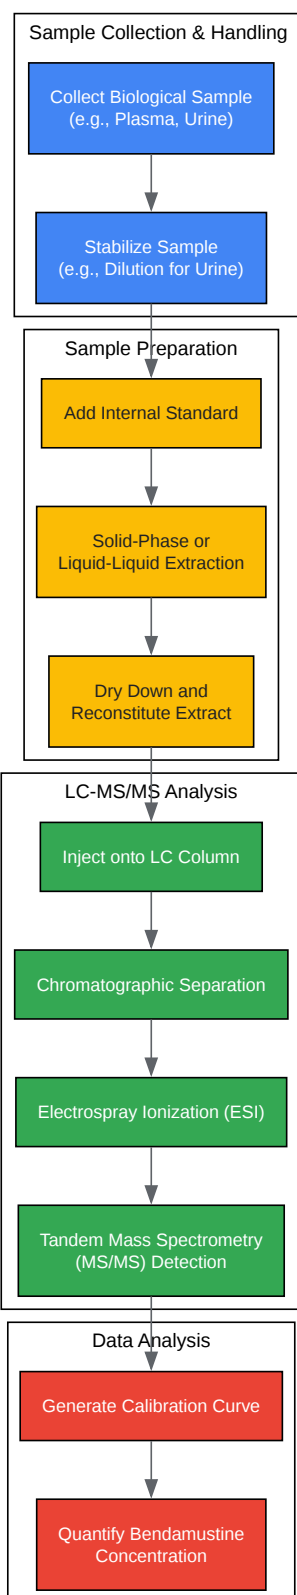 Sample Collection & Handling
Collect Biological Sample
(e.g., Plasma, Urine)
Stabilize Sample
(e.g., Dilution for Urine)
Sample Preparation
Add Internal Standard
Solid-Phase or
Liquid-Liquid Extraction
Dry Down and
Reconstitute Extract
LC-MS/MS Analysis
Inject onto LC Column
Chromatographic Separation
Electrospray Ionization (ESI)
Tandem Mass Spectrometry
(MS/MS) Detection
Data Analysis
Generate Calibration Curve
Quantify Bendamustine
Concentration